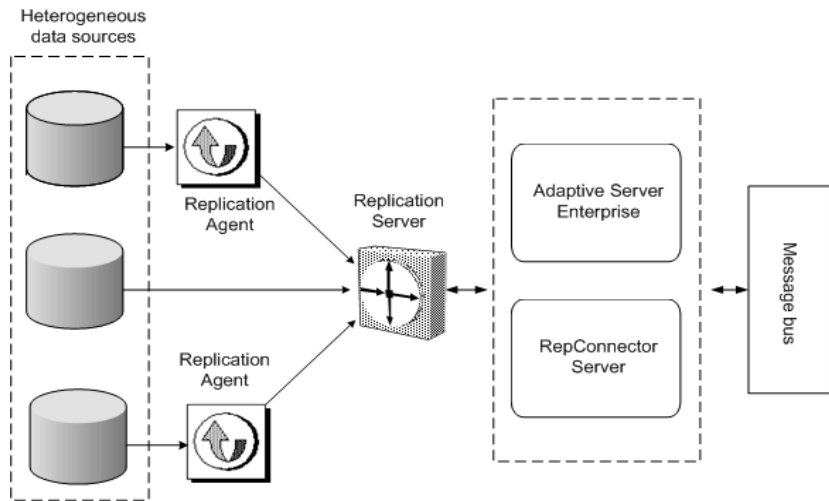 Heterogeneous
data sources
Replication
Agent
Replication
Server
Replication
Agent
Adaptive Server
Enterprise
RepConnector
Server
Message bus